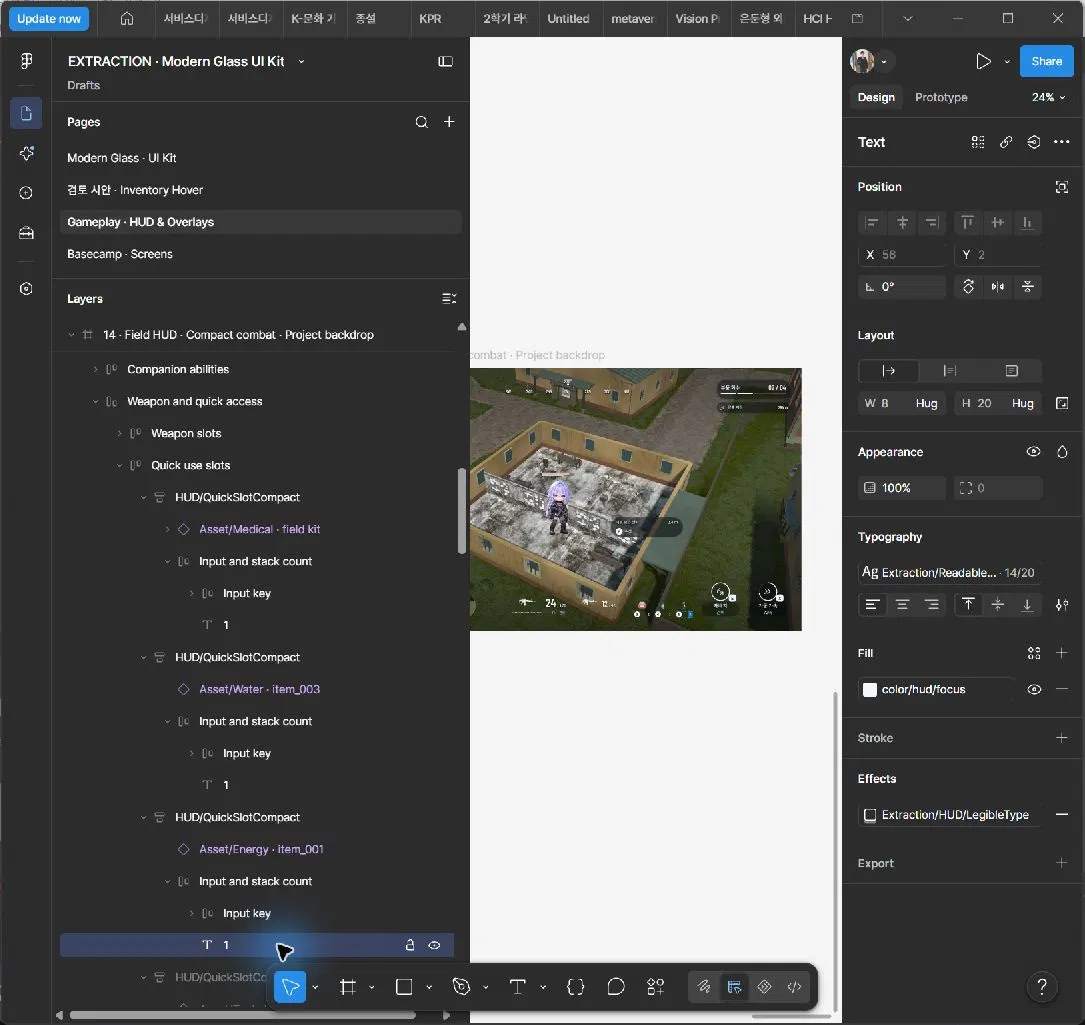 Update now
서비스디
서비스디
K-문화 기
종설
KPR
2학기 라
Untitled
metaver
Vision P
은둔형 외
HCI H
EXTRACTION · Modern Glass UI Kit
Drafts
Pages
Modern Glass · UI Kit
검토 시안 · Inventory Hover
Gameplay · HUD & Overlays
Basecamp · Screens
Layers
14 · Field HUD · Compact combat · Project backdrop
Companion abilities
Weapon and quick access
Weapon slots
Quick use slots
HUD/QuickSlotCompact
Asset/Medical · field kit
Input and stack count
Input key
1
HUD/QuickSlotCompact
Asset/Water · item_003
Input and stack count
Input key
1
HUD/QuickSlotCompact
Asset/Energy · item_001
Input and stack count
Input key
1
HUD/QuickSlotCo
combat · Project backdrop
24
12
Share
Design
Prototype
24%
Text
Position
X 56
Y 2
0°
Layout
W 8 Hug
H 20 Hug
Appearance
100%
0
Typography
Ag Extraction/Readable... · 14/20
Fill
color/hud/focus
Stroke
Effects
Extraction/HUD/LegibleType
Export
?